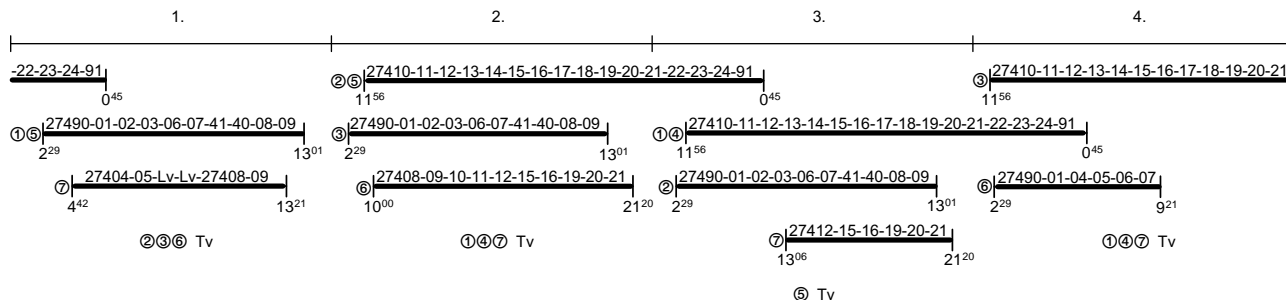 1. 2. 3. 4.
-22-23-24-91 ②⑤ 27410-11-12-13-14-15-16-17-18-19-20-21-22-23-24-91 ③ 27410-11-12-13-14-15-16-17-18-19-20-21
0⁴⁵ 11⁵⁶ 0⁴⁵ 11⁵⁶
①⑤ 27490-01-02-03-06-07-41-40-08-09 ③ 27490-01-02-03-06-07-41-40-08-09 ①④ 27410-11-12-13-14-15-16-17-18-19-20-21-22-23-24-91
2²⁹ 13⁰¹ 2²⁹ 13⁰¹ 11⁵⁶ 0⁴⁵
⑦ 27404-05-Lv-Lv-27408-09 ⑥ 27408-09-10-11-12-15-16-19-20-21 ② 27490-01-02-03-06-07-41-40-08-09 ⑥ 27490-01-04-05-06-07
4⁴² 13²¹ 10⁰⁰ 21²⁰ 2²⁹ 13⁰¹ 2²⁹ 9²¹
②③⑥ Tv ①④⑦ Tv ⑦ 27412-15-16-19-20-21 ①④⑦ Tv
13⁰⁶ 21²⁰
⑤ Tv